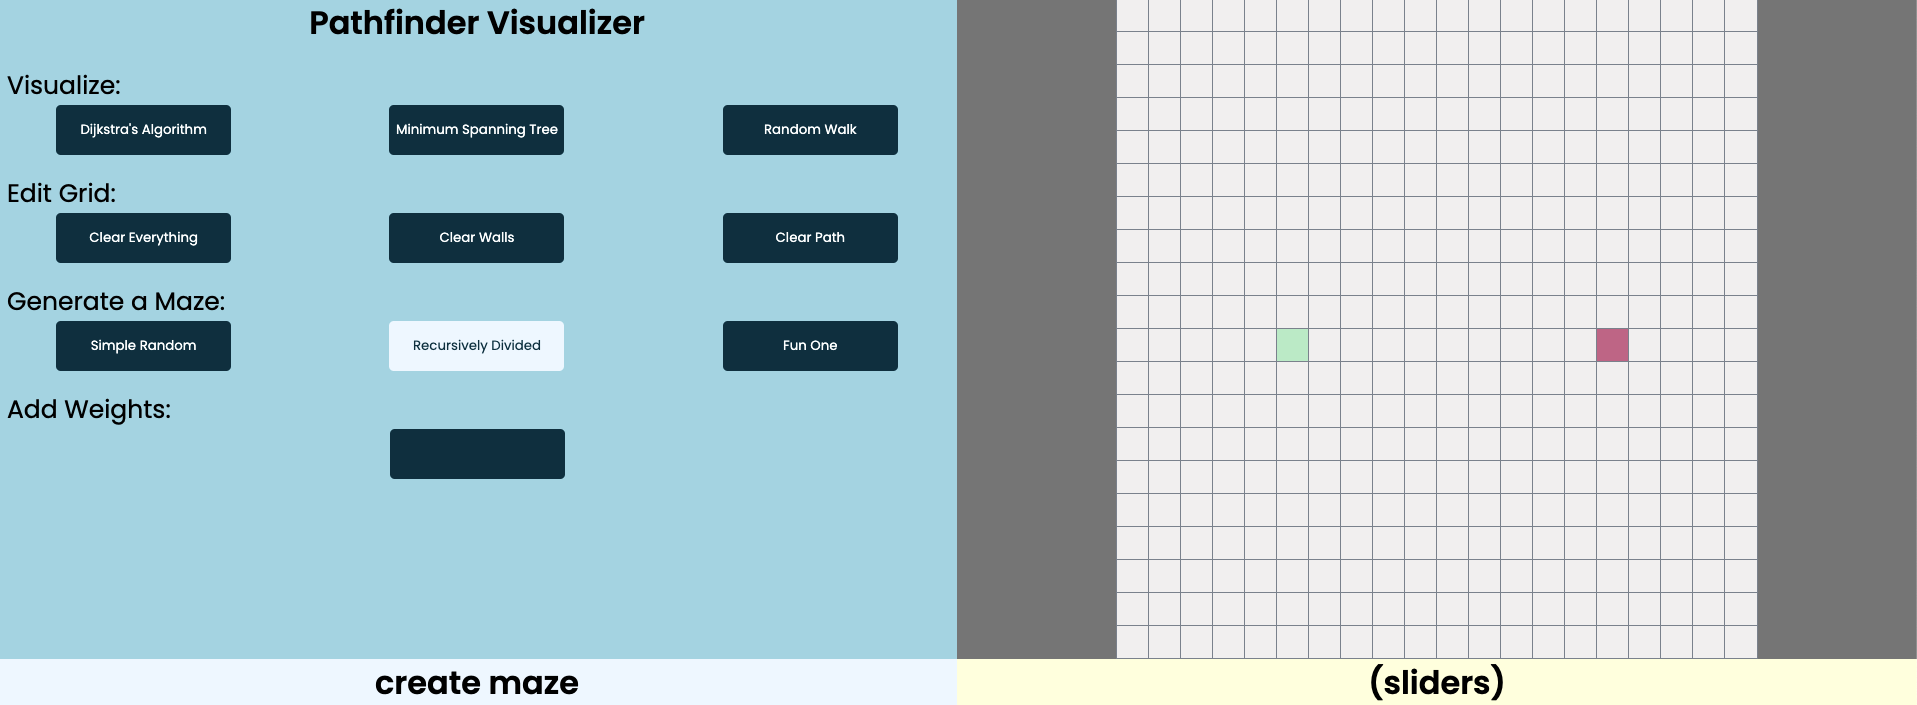 Pathfinder Visualizer
Visualize:
Dijkstra's Algorithm
Minimum Spanning Tree
Random Walk
Edit Grid:
Clear Everything
Clear Walls
Clear Path
Generate a Maze:
Simple Random
Recursively Divided
Fun One
Add Weights:
create maze
(sliders)